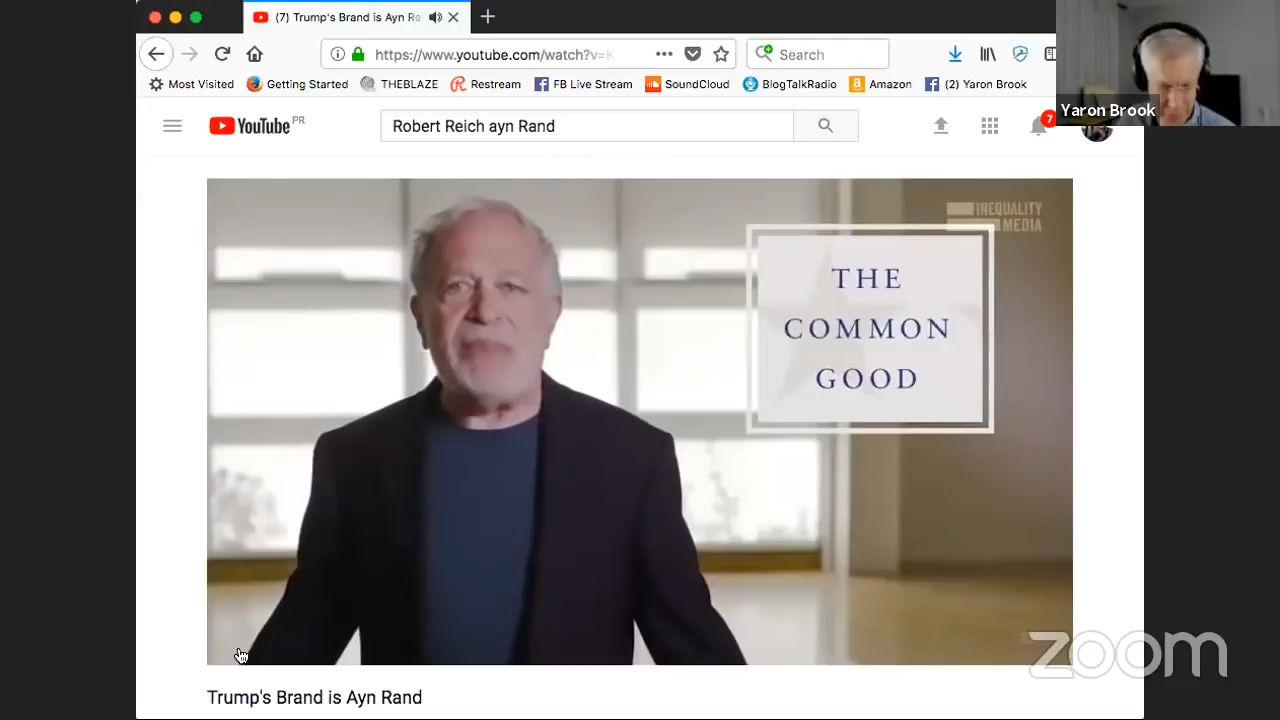 (7) Trump's Brand is Ayn Ra
https://www.youtube.com/watch?v=K
Search
Most Visited
Getting Started
THEBLAZE
Restream
FB Live Stream
SoundCloud
BlogTalkRadio
Amazon
(2) Yaron Brook
Yaron Brook
YouTube PR
Robert Reich ayn Rand
7
INEQUALITY
MEDIA
THE
COMMON
GOOD
zoom
Trump's Brand is Ayn Rand